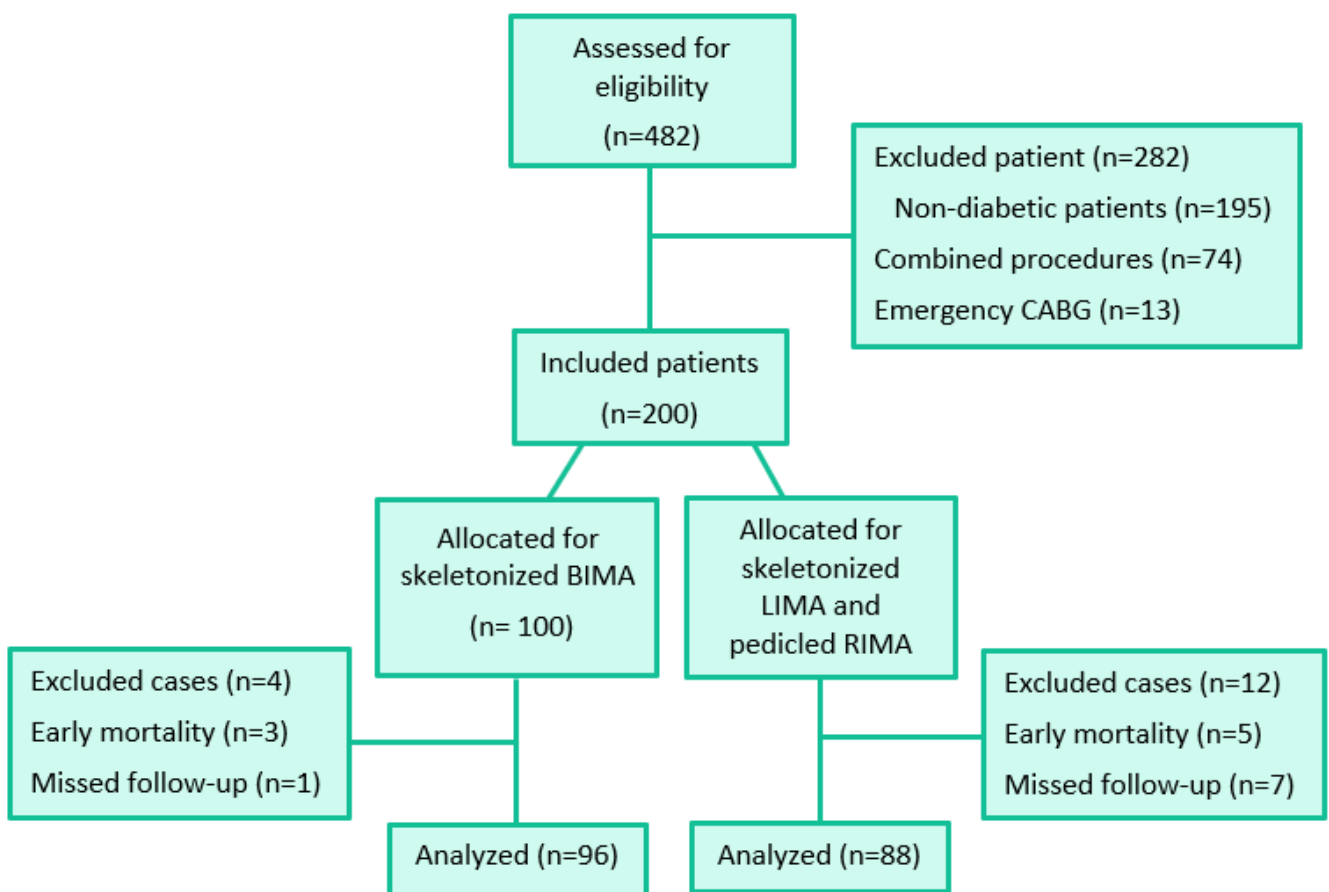 Assessed for
eligibility
(n=482)
Excluded patient (n=282)
Non-diabetic patients (n=195)
Combined procedures (n=74)
Emergency CABG (n=13)
Included patients
(n=200)
Allocated for
skeletonized BIMA
(n= 100)
Allocated for
skeletonized
LIMA and
pedicled RIMA
Excluded cases (n=4)
Early mortality (n=3)
Missed follow-up (n=1)
Excluded cases (n=12)
Early mortality (n=5)
Missed follow-up (n=7)
Analyzed (n=96)
Analyzed (n=88)